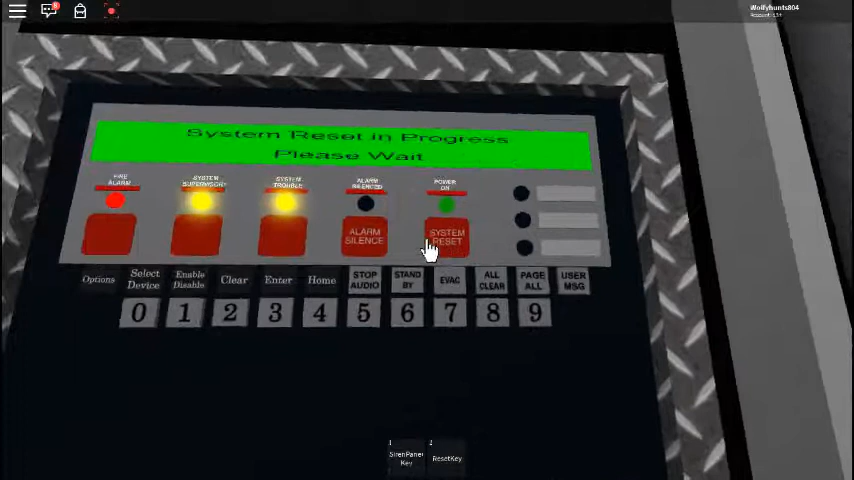 Wolfyhunts804
System Reset in Progress
Please Wait
FIRE
ALARM
SYSTEM
SUPERVISORY
SYSTEM
TROUBLE
ALARM
SILENCED
POWER
ON
ALARM
SILENCE
SYSTEM
RESET
Options
Select
Device
Enable
Disable
Clear
Enter
Home
STOP
AUDIO
STAND
BY
EVAC
ALL
CLEAR
PAGE
ALL
USER
MSG
0 1 2 3 4 5 6 7 8 9
1
SirenPanel
Key
2
ResetKey